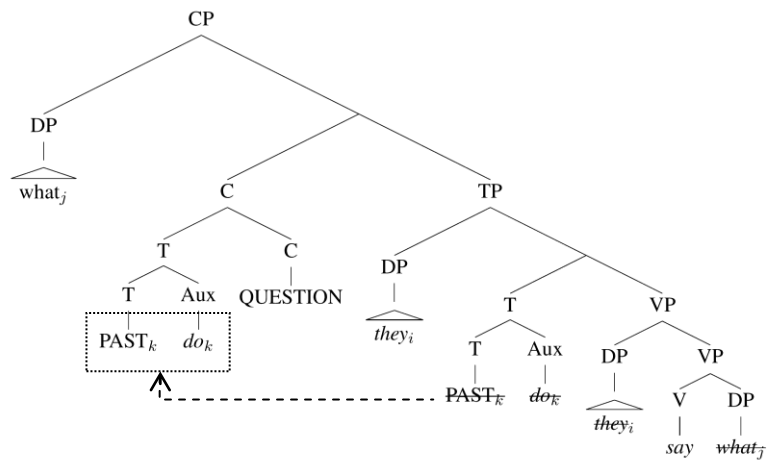 CP
DP
what_j
C TP
T C
DP
T Aux QUESTION
T VP
they_i
PAST_k do_k
T Aux DP VP
PAST_k do_k
V DP
they_i
say what_j